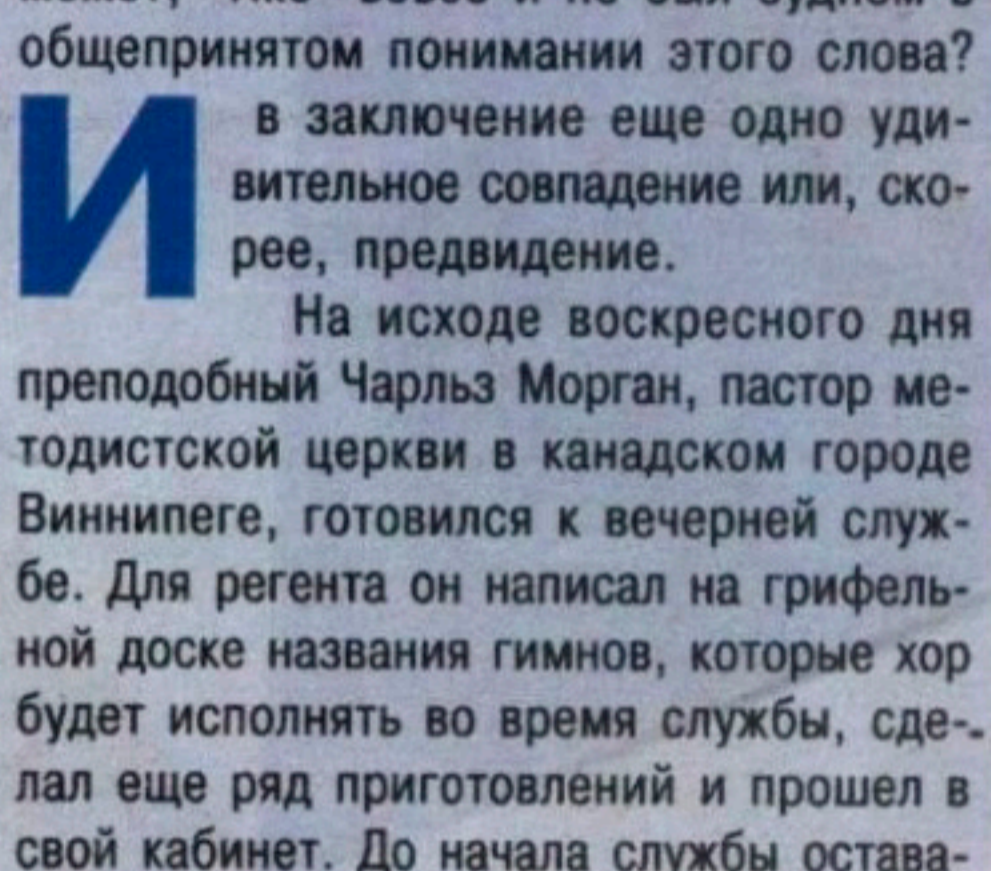 общепринятом понимании этого слова?
И в заключение еще одно уди-
вительное совпадение или, ско-
рее, предвидение.
На исходе воскресного дня
преподобный Чарльз Морган, пастор ме-
тодистской церкви в канадском городе
Виннипеге, готовился к вечерней служ-
бе. Для регента он написал на грифель-
ной доске названия гимнов, которые хор
будет исполнять во время службы, сде-
лал еще ряд приготовлений и прошел в
свой кабинет. До начала службы остава-